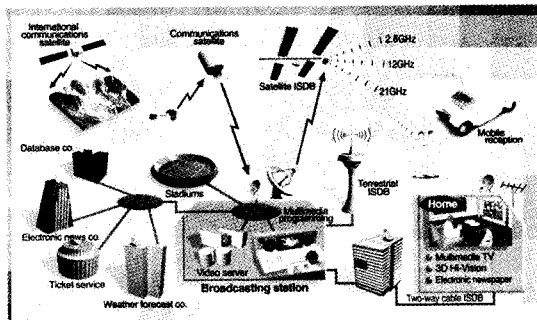 International
communications
satellite
Communications
satellite
Satellite ISDB
2.6GHz
12GHz
21GHz
Mobile
reception
Database co.
Stadiums
Terrestrial
ISDB
Electronic news co.
Multimedia
programming
Home
Multimedia TV
3D Hi-Vision
Electronic newspaper
Video server
Ticket service
Weather forecast co.
Broadcasting station
Two-way cable ISDB